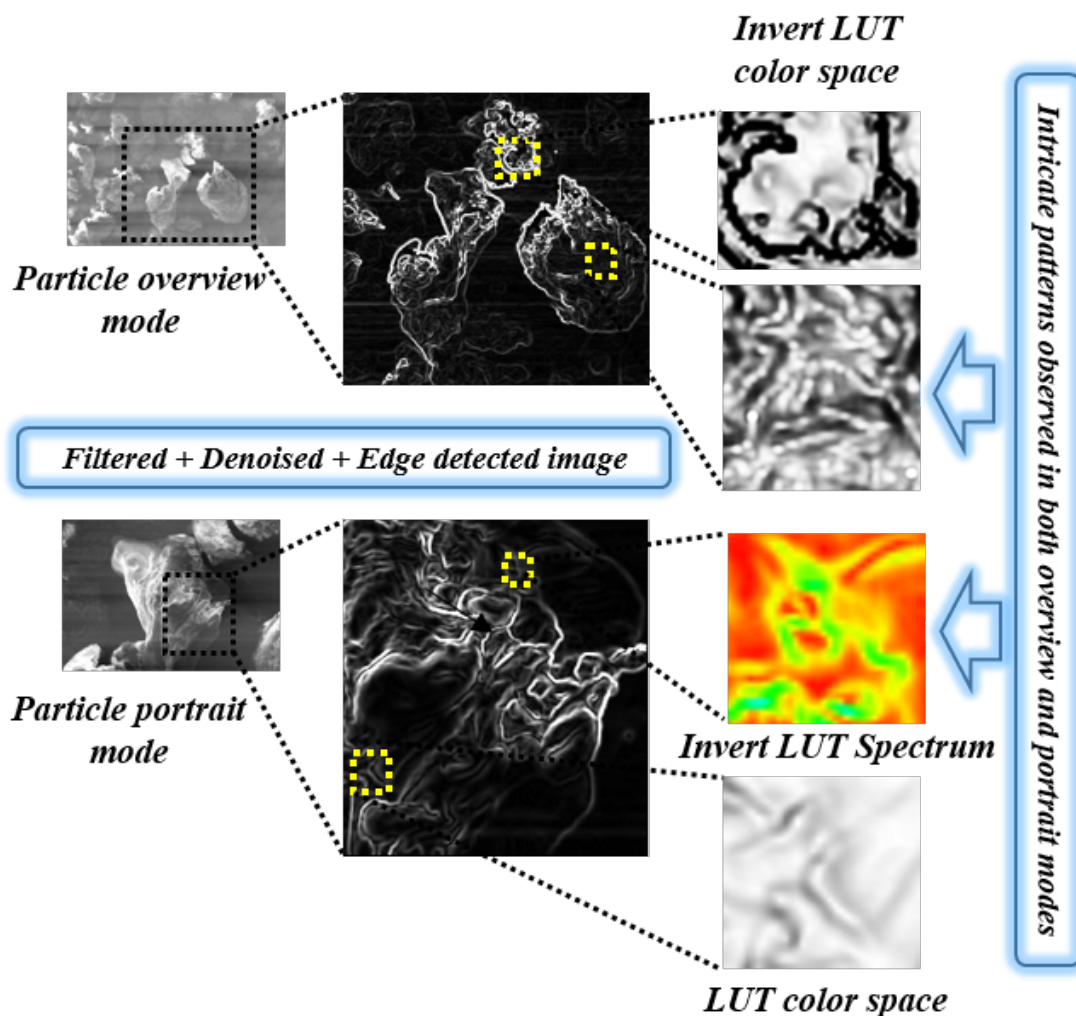 Invert LUT
color space
Particle overview
mode
Filtered + Denoised + Edge detected image
Particle portrait
mode
Invert LUT Spectrum
LUT color space
Intricate patterns observed in both overview and portrait modes